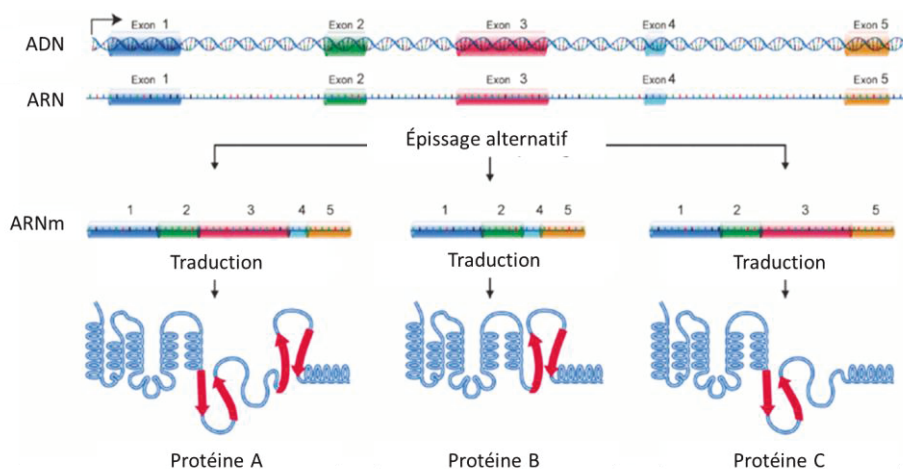 Exon 1 Exon 2 Exon 3 Exon 4 Exon 5
ADN
Exon 1 Exon 2 Exon 3 Exon 4 Exon 5
ARN
Épissage alternatif
1 2 3 4 5 1 2 4 5 1 2 3 5
ARNm
Traduction Traduction Traduction
Protéine A Protéine B Protéine C